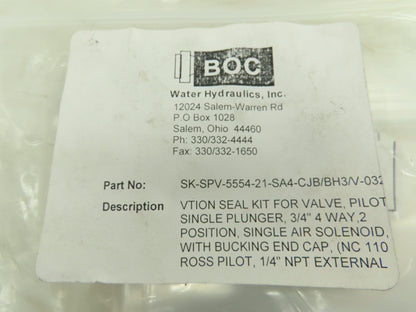 BOC
Water Hydraulics, Inc.
12024 Salem-Warren Rd
P.O Box 1028
Salem, Ohio 44460
Ph: 330/332-4444
Fax: 330/332-1650
Part No: SK-SPV-5554-21-SA4-CJB/BH3/V-032
Description VTION SEAL KIT FOR VALVE, PILOT
SINGLE PLUNGER, 3/4" 4 WAY,2
POSITION, SINGLE AIR SOLENOID,
WITH BUCKING END CAP, (NC 110
ROSS PILOT, 1/4" NPT EXTERNAL